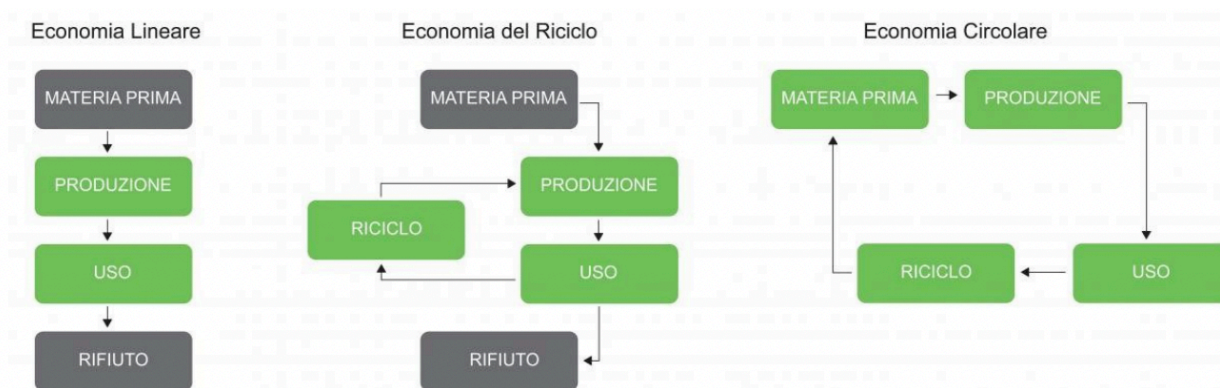 Economia Lineare
MATERIA PRIMA
PRODUZIONE
USO
RIFIUTO
Economia del Riciclo
MATERIA PRIMA
PRODUZIONE
RICICLO
USO
RIFIUTO
Economia Circolare
MATERIA PRIMA
PRODUZIONE
RICICLO
USO